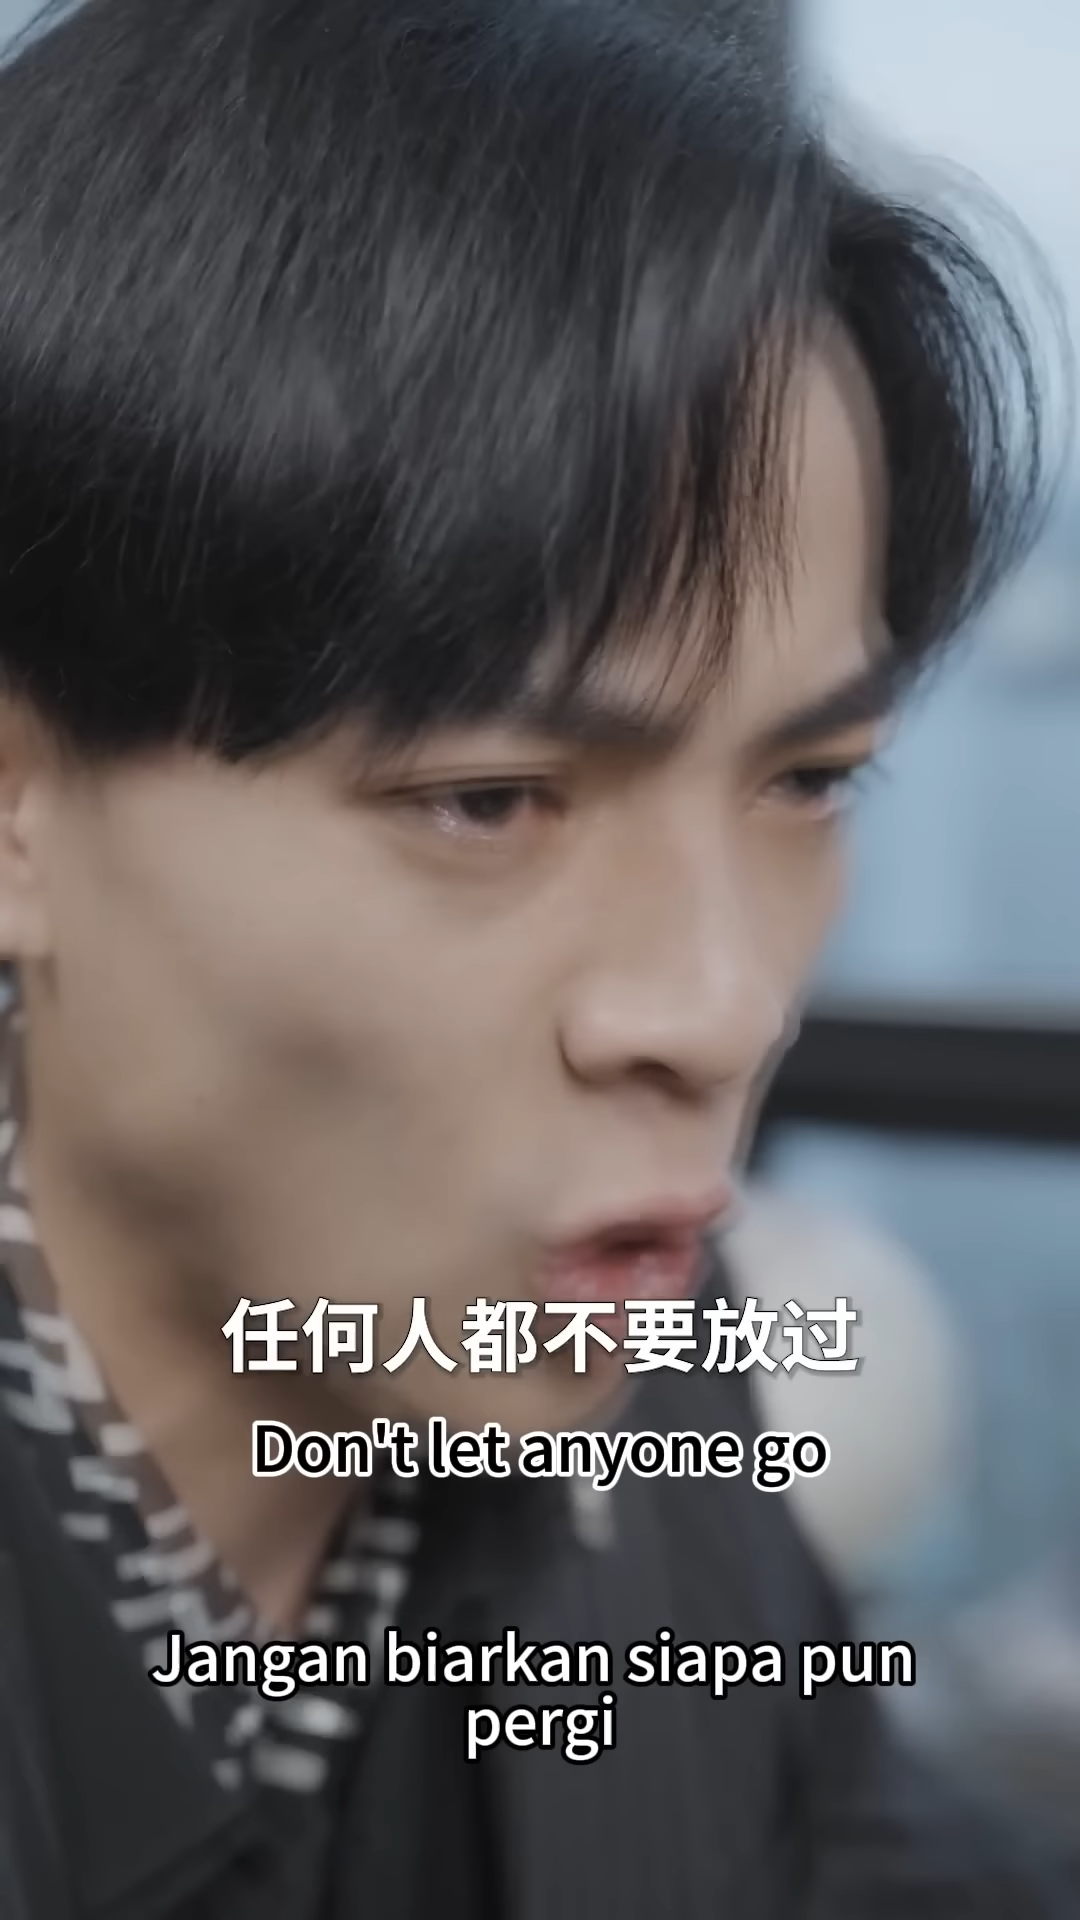 任何人都不要放过
Don't let anyone go
Jangan biarkan siapa pun
pergi